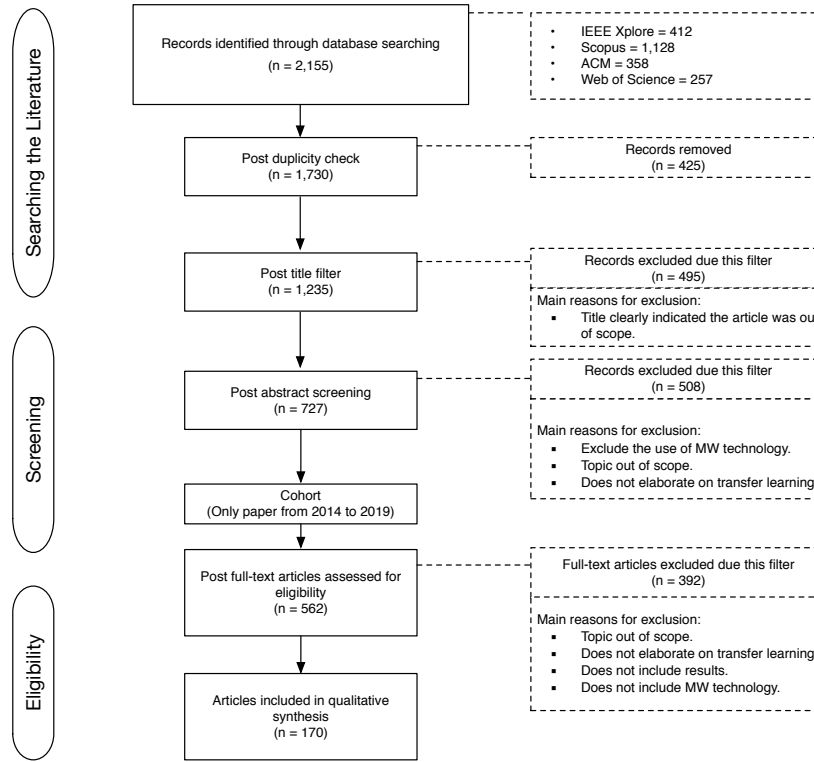 Searching the Literature
Records identified through database searching
(n = 2,155)
• IEEE Xplore = 412
• Scopus = 1,128
• ACM = 358
• Web of Science = 257
Post duplicity check
(n = 1,730)
Records removed
(n = 425)
Post title filter
(n = 1,235)
Records excluded due this filter
(n = 495)
Main reasons for exclusion:
▪ Title clearly indicated the article was ou
of scope.
Screening
Post abstract screening
(n = 727)
Records excluded due this filter
(n = 508)
Main reasons for exclusion:
▪ Exclude the use of MW technology.
▪ Topic out of scope.
▪ Does not elaborate on transfer learning
Cohort
(Only paper from 2014 to 2019)
Eligibility
Post full-text articles assessed for
eligibility
(n = 562)
Full-text articles excluded due this filter
(n = 392)
Main reasons for exclusion:
▪ Topic out of scope.
▪ Does not elaborate on transfer learning
▪ Does not include results.
▪ Does not include MW technology.
Articles included in qualitative
synthesis
(n = 170)